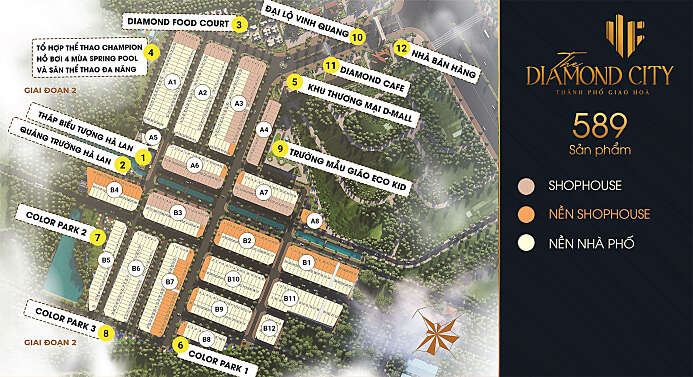 DIAMOND FOOD COURT 3
ĐẠI LỘ VINH QUANG 10
12 NHÀ BÁN HÀNG
TỔ HỢP THỂ THAO CHAMPION
HỒ BƠI 4 MÙA SPRING POOL
VÀ SÂN THỂ THAO ĐA NĂNG
4
11 DIAMOND CAFE
5 KHU THƯƠNG MẠI D-MALL
GIAI ĐOẠN 2
A1
A2
A3
A4
THÁP BIỂU TƯỢNG HÀ LAN 1
QUẢNG TRƯỜNG HÀ LAN 2
A5
9 TRƯỜNG MẪU GIÁO ECO KID
A6
A7
A8
B4
B3
COLOR PARK 2
7
B5
B6
B7
B2
B1
B10
B9
B8
B11
B12
COLOR PARK 3
8
GIAI ĐOẠN 2
6 COLOR PARK 1
The
DIAMOND CITY
THÀNH PHỐ GIAO HOÀ
589
Sản phẩm
SHOPHOUSE
NỀN SHOPHOUSE
NỀN NHÀ PHỐ